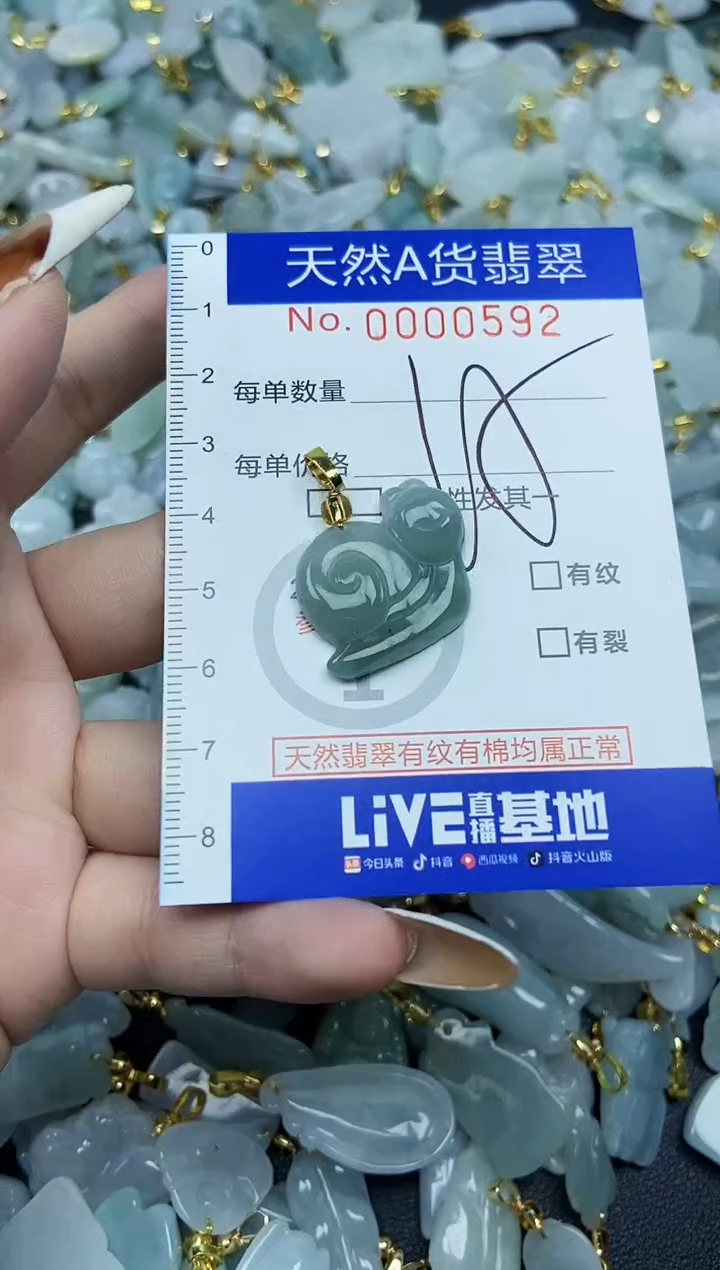 天然A货翡翠
No. 0000592
每单数量
每单价格
性发其一
有纹
有裂
天然翡翠有纹有棉均属正常
LiVE直播基地
今日头条 抖音 西瓜视频 抖音火山版
0
1
2
3
4
5
6
7
8